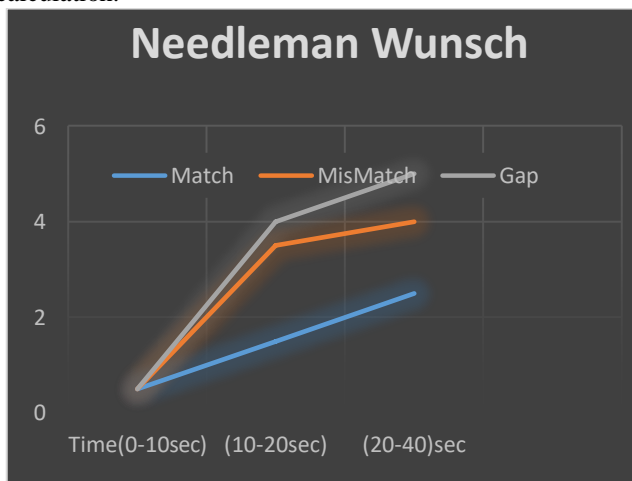 Needleman Wunsch
6
Match MisMatch Gap
4
2
0
Time(0-10sec) (10-20sec) (20-40)sec